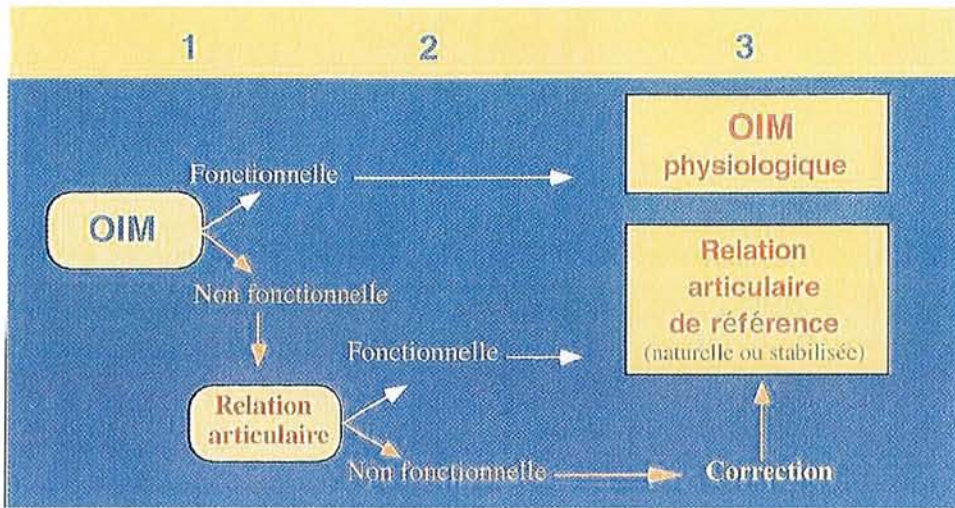 1 2 3
OIM
physiologique
Fonctionnelle
OIM
Relation
articulaire
de référence
(naturelle ou stabilisée)
Non fonctionnelle
Fonctionnelle
Relation
articulaire
Non fonctionnelle
Correction